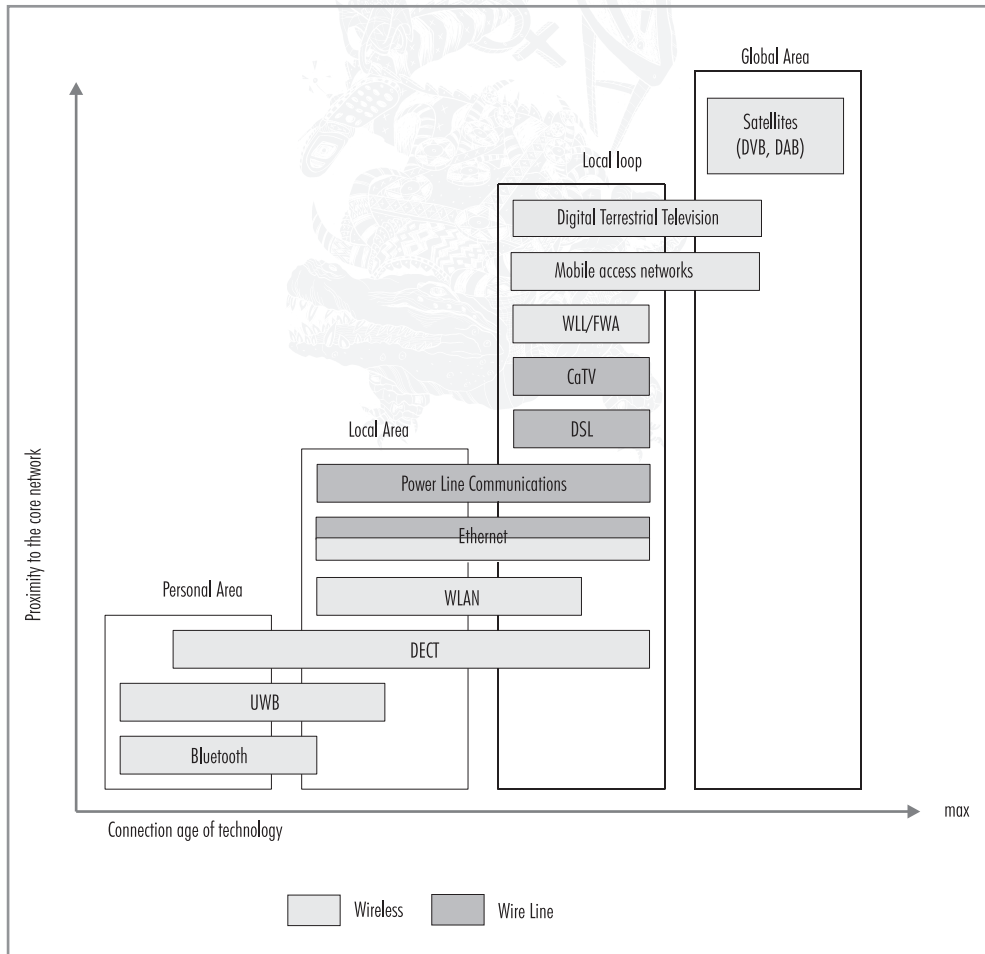 Global Area
Satellites
(DVB, DAB)
Local loop
Digital Terrestrial Television
Mobile access networks
WLL/FWA
CaTV
DSL
Local Area
Power Line Communications
Ethernet
Personal Area
WLAN
DECT
UWB
Bluetooth
Proximity to the core network
max
Connection age of technology
Wireless
Wire Line